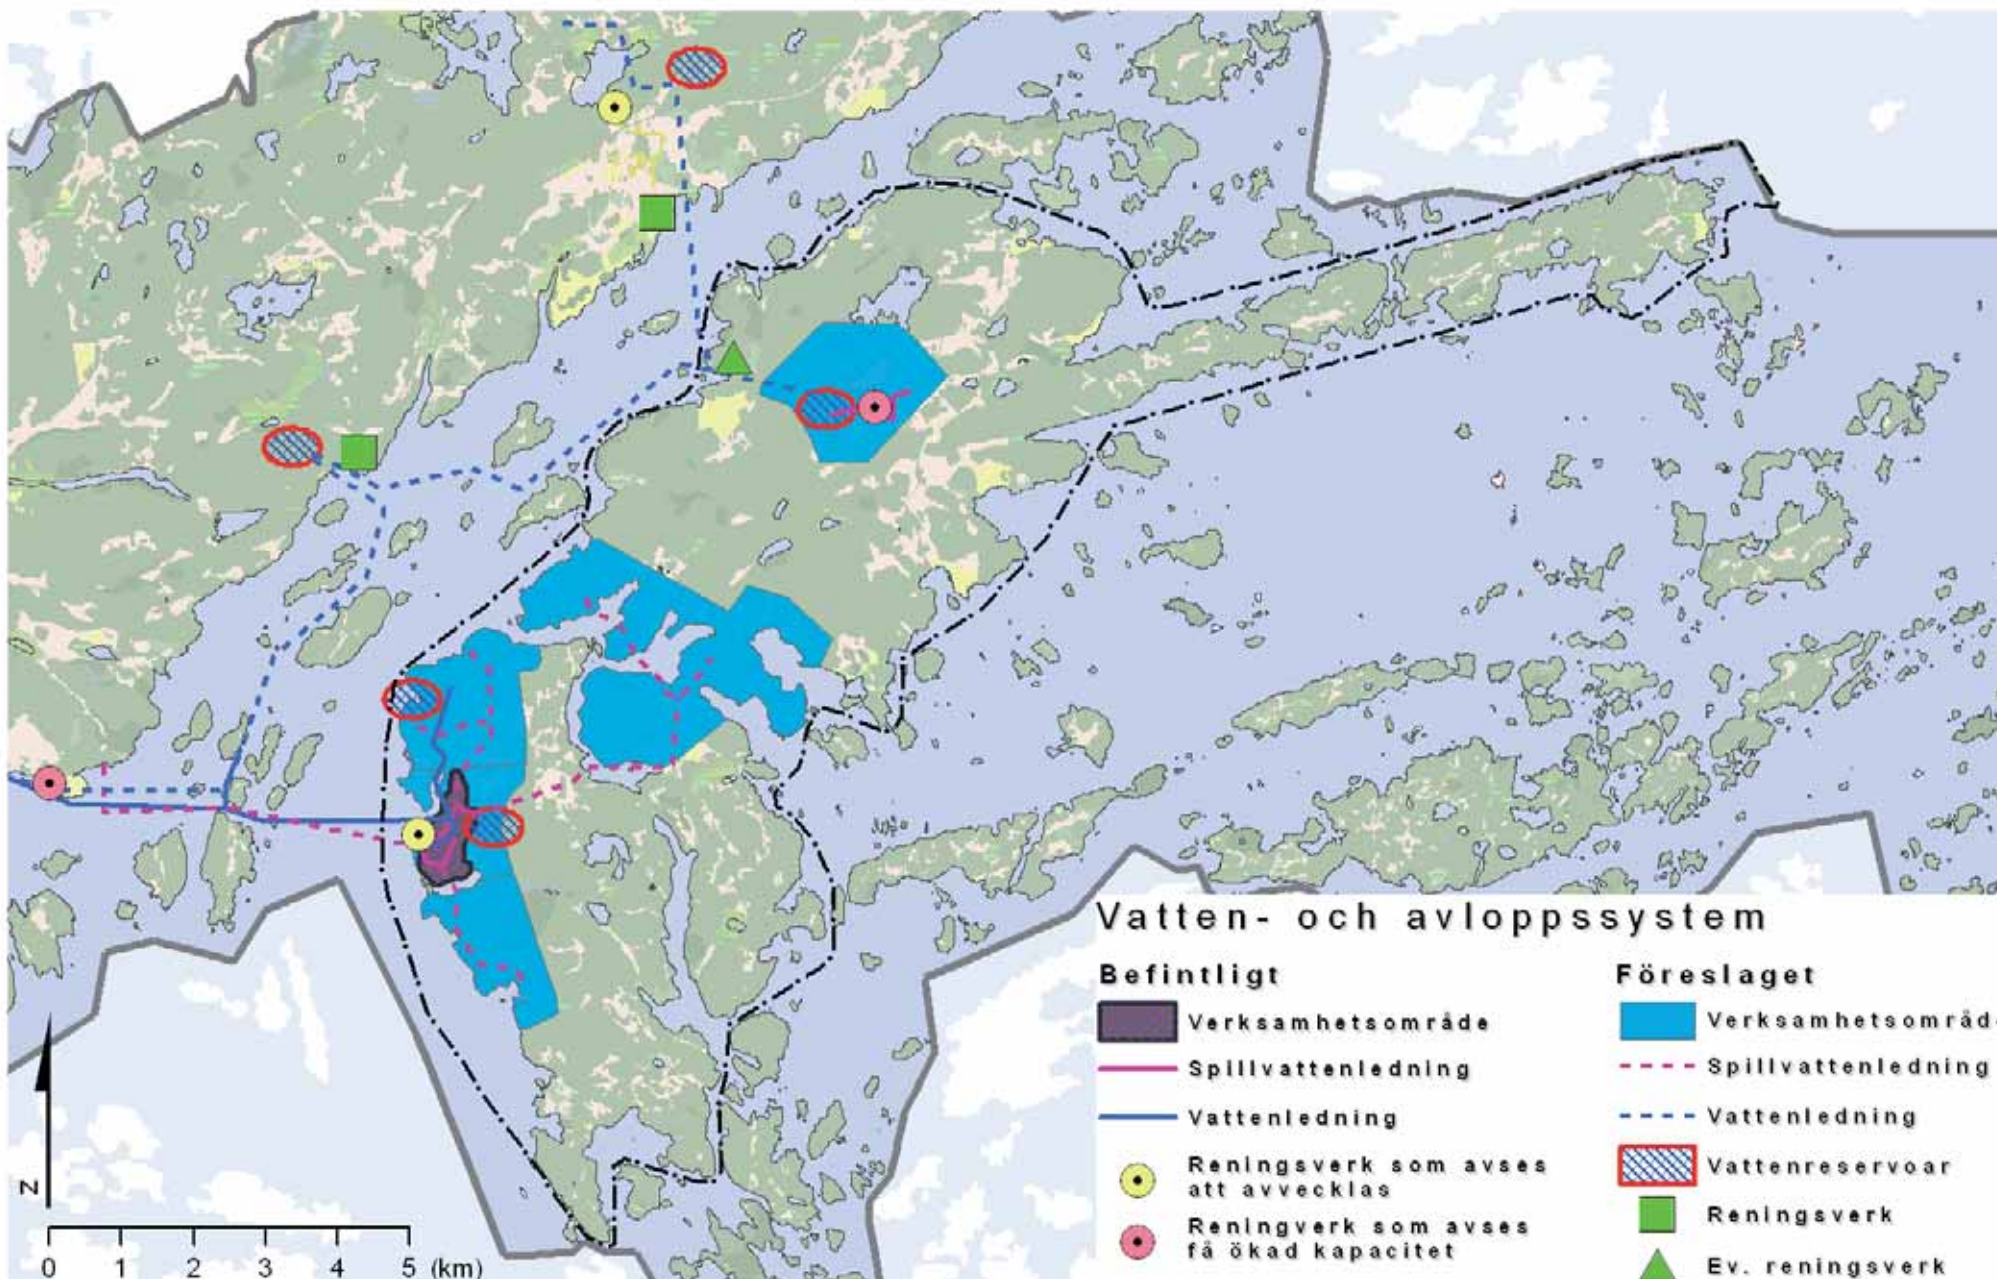 Vatten- och avloppssystem
Befintligt
Verksamhetsområde
Spillvattenledning
Vattenledning
Reningsverk som avses
att avvecklas
Reningverk som avses
få ökad kapacitet
Föreslaget
Verksamhetsområd
Spillvattenledning
Vattenledning
Vattenreservoar
Reningsverk
Ev. reningsverk
N
0 1 2 3 4 5 (km)